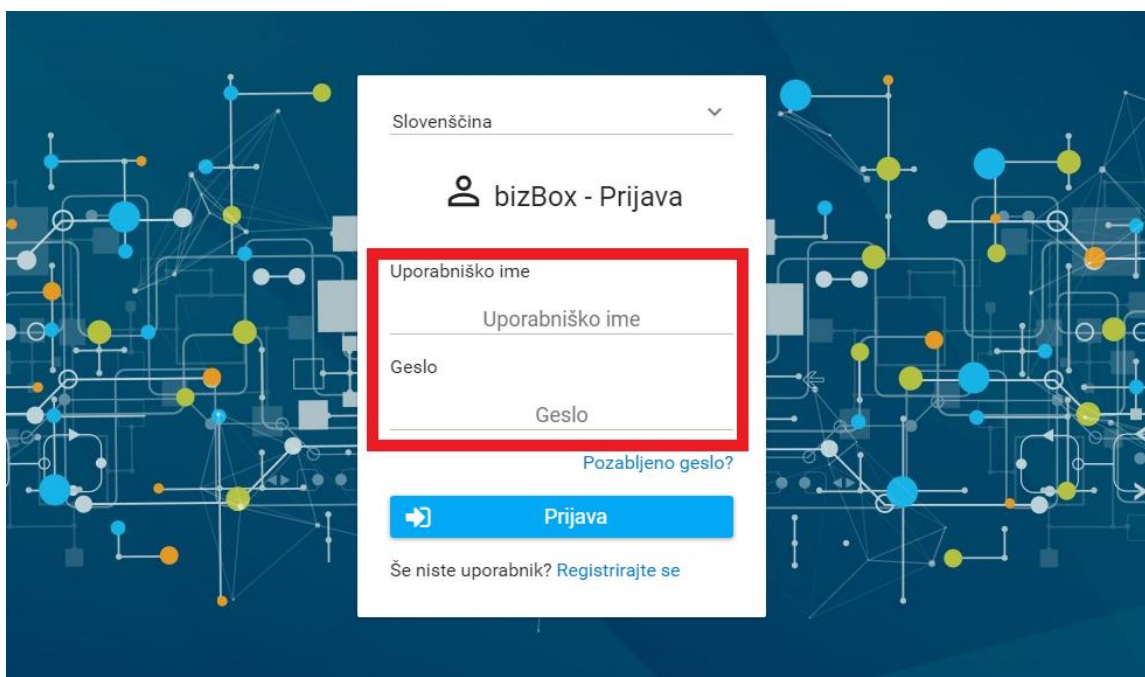 Slovenščina
bizBox - Prijava
Uporabniško ime
Uporabniško ime
Geslo
Geslo
Pozabljeno geslo?
Prijava
Še niste uporabnik? Registrirajte se